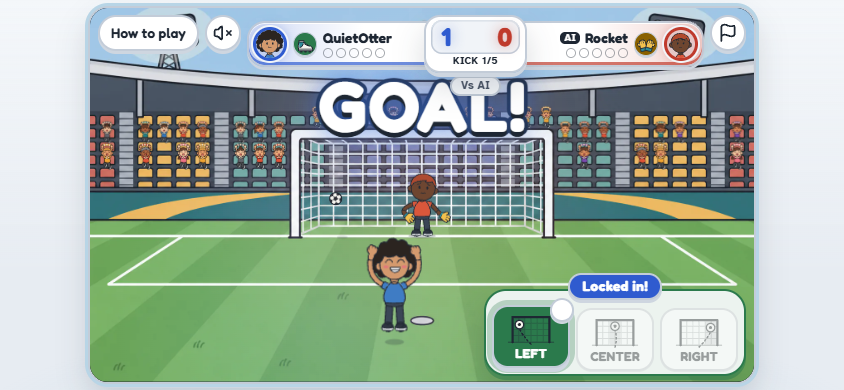 How to play
QuietOtter
1 0
KICK 1/5
AI Rocket
Vs AI
GOAL!
Locked in!
LEFT
CENTER
RIGHT